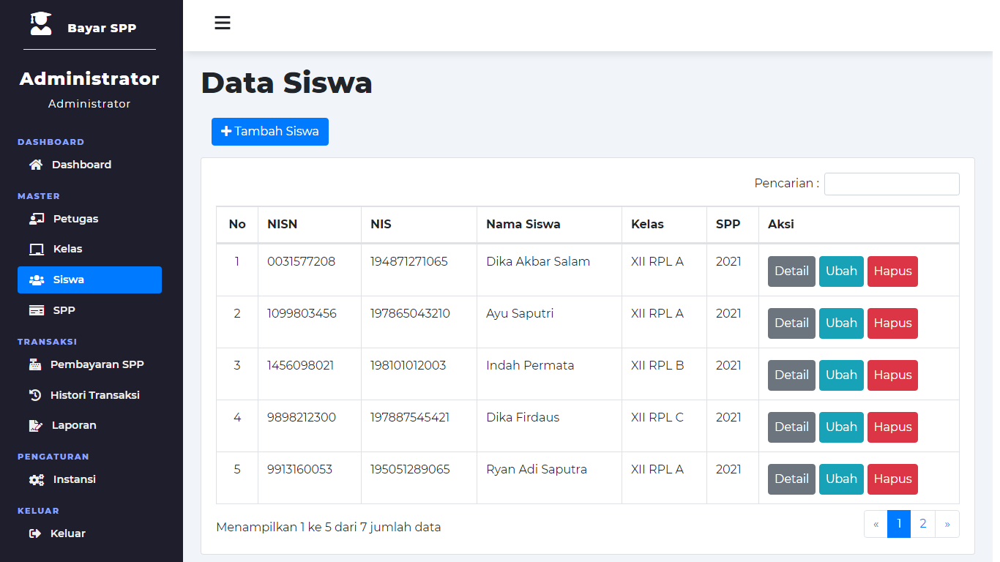 Bayar SPP
Administrator
Administrator
DASHBOARD
Dashboard
MASTER
Petugas
Kelas
Siswa
SPP
TRANSAKSI
Pembayaran SPP
Histori Transaksi
Laporan
PENGATURAN
Instansi
KELUAR
Keluar
Data Siswa
Tambah Siswa
Pencarian :
No NISN NIS Nama Siswa Kelas SPP Aksi
1 0031577208 194871271065 Dika Akbar Salam XII RPL A 2021 Detail Ubah Hapus
2 1099803456 197865043210 Ayu Saputri XII RPL A 2021 Detail Ubah Hapus
3 1456098021 198101012003 Indah Permata XII RPL B 2021 Detail Ubah Hapus
4 9898212300 197887545421 Dika Firdaus XII RPL C 2021 Detail Ubah Hapus
5 9913160053 195051289065 Ryan Adi Saputra XII RPL A 2021 Detail Ubah Hapus
Menampilkan 1 ke 5 dari 7 jumlah data
« 1 2 »